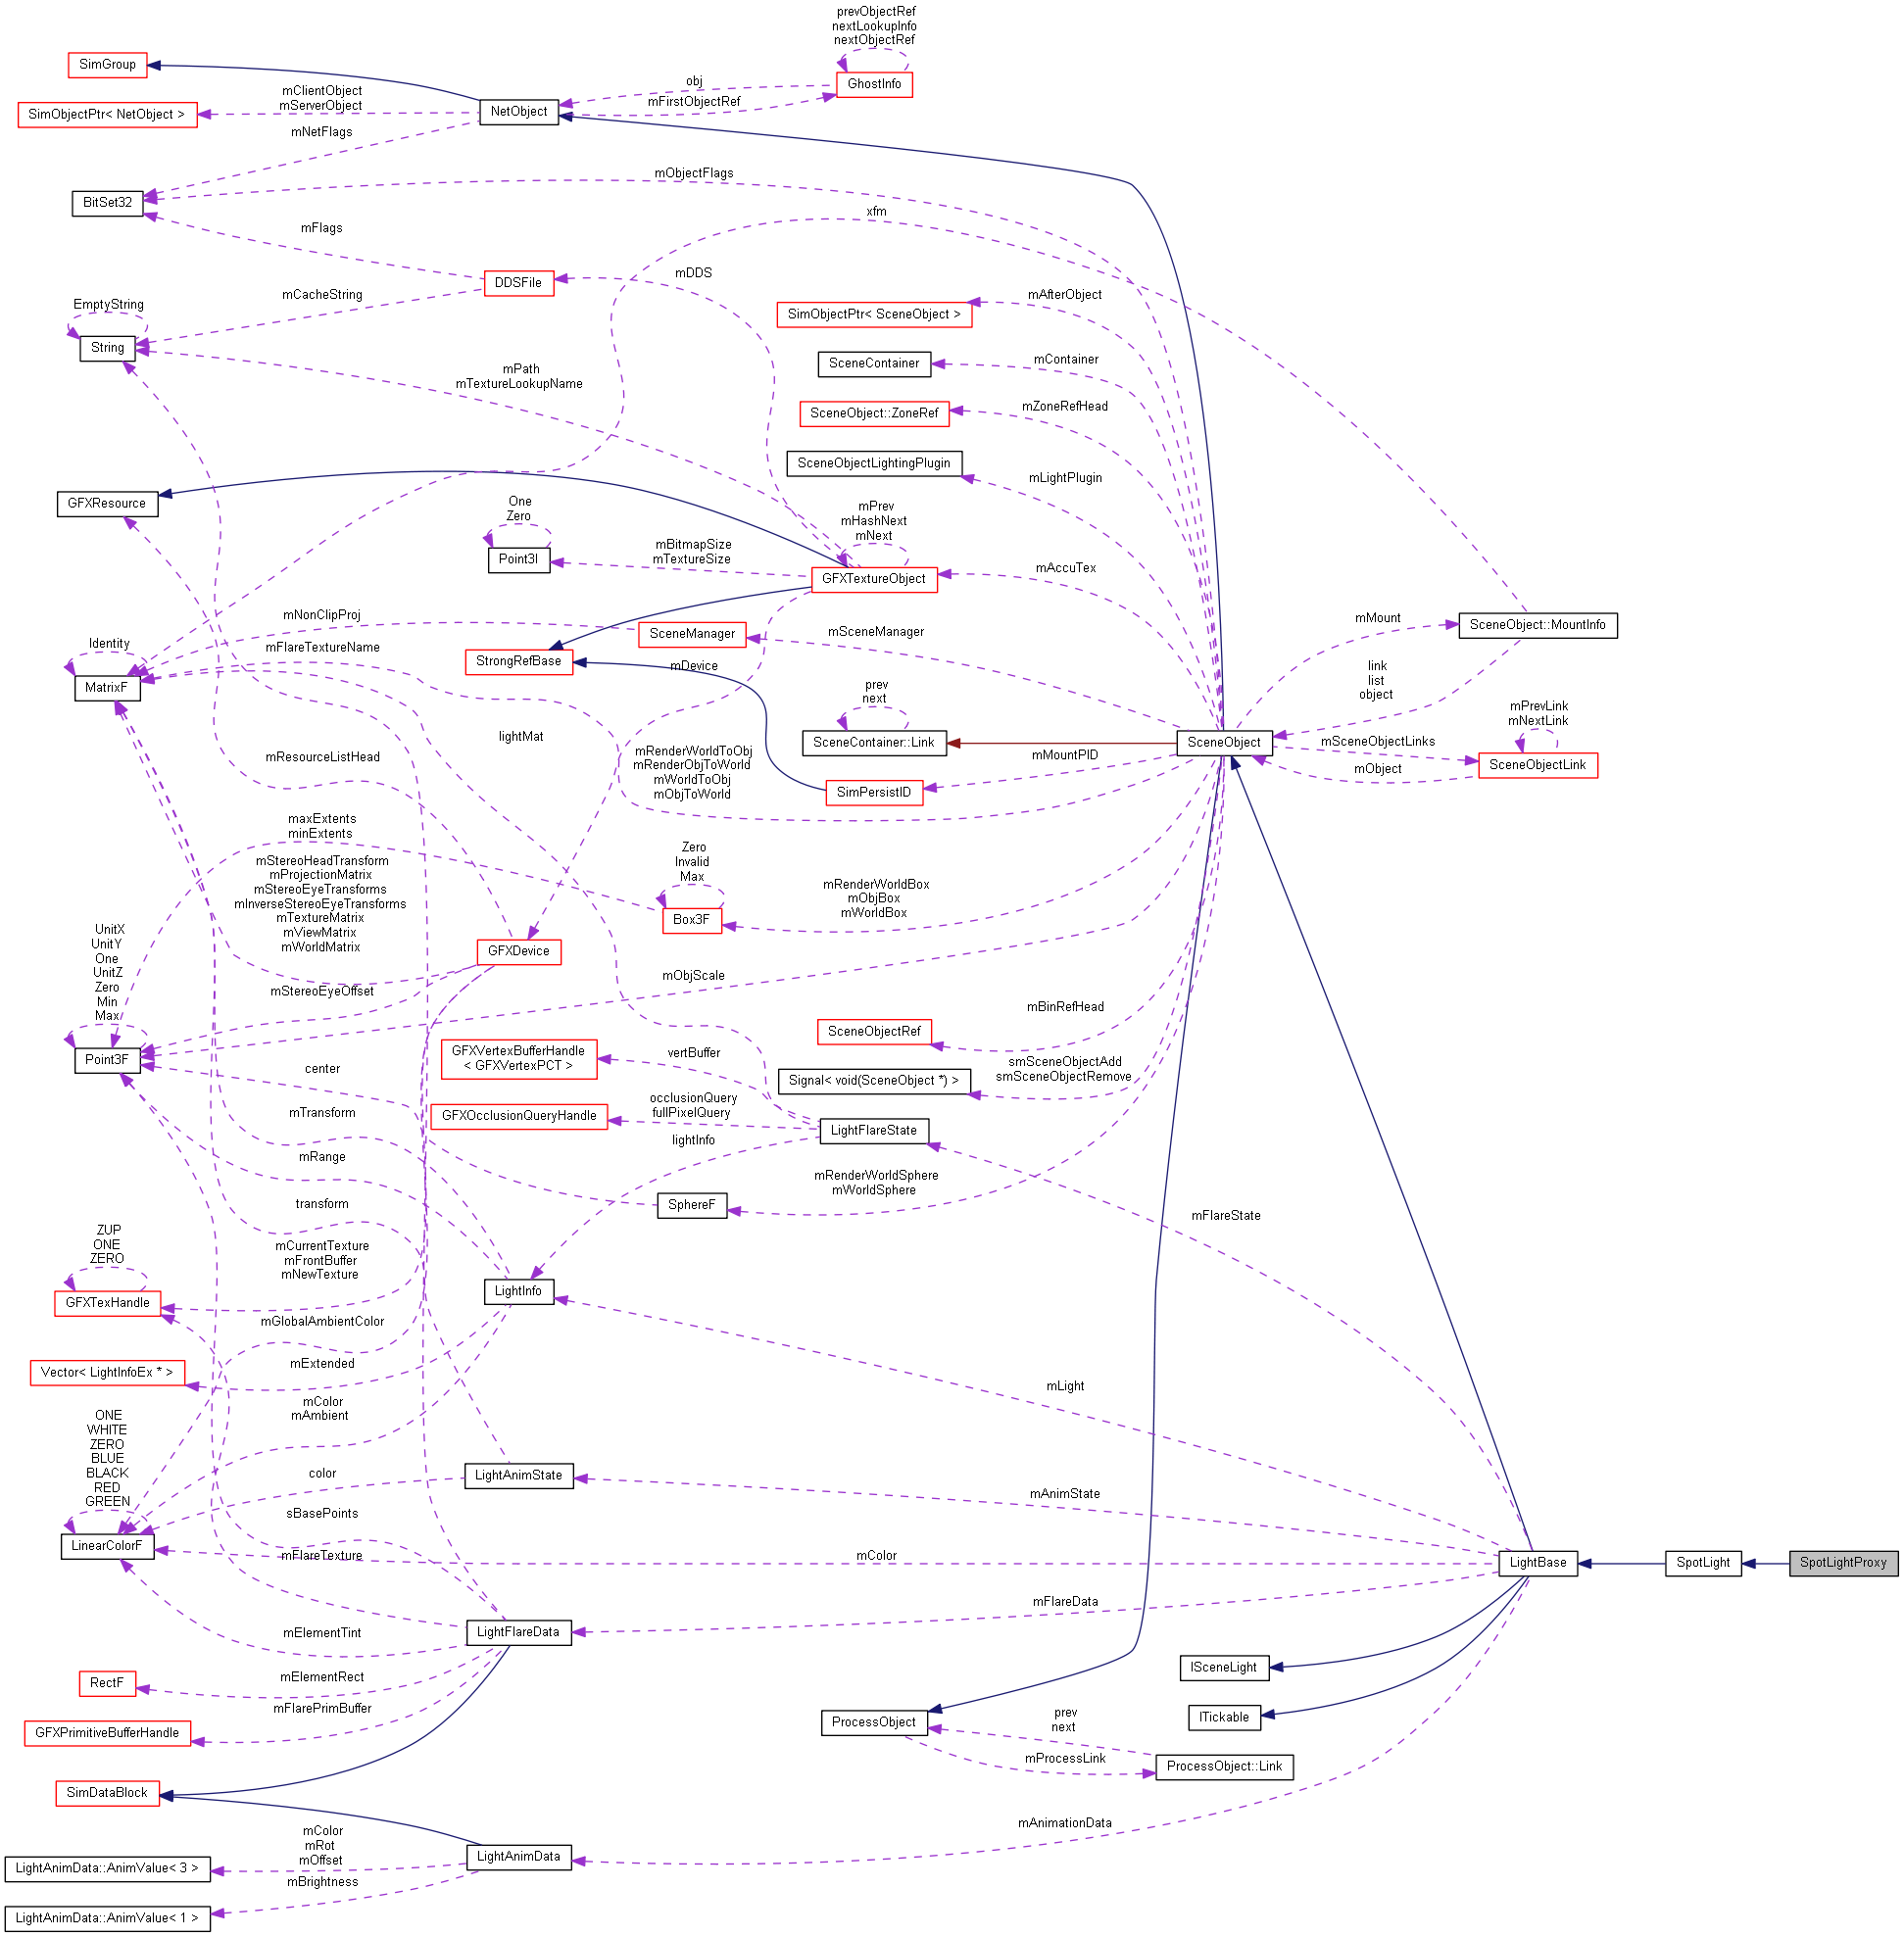 prevObjectRef
nextLookupInfo
nextObjectRef
SimGroup
GhostInfo
obj
mClientObject
mServerObject
mFirstObjectRef
NetObject
SimObjectPtr< NetObject >
mNetFlags
mObjectFlags
BitSet32
xfm
mFlags
mDDS
DDSFile
mCacheString
mAfterObject
EmptyString
SimObjectPtr< SceneObject >
String
mContainer
SceneContainer
mPath
mTextureLookupName
mZoneRefHead
SceneObject::ZoneRef
SceneObjectLightingPlugin
mLightPlugin
GFXResource
One
Zero
mPrev
mHashNext
mNext
mBitmapSize
mTextureSize
Point3I
mAccuTex
GFXTextureObject
mNonClipProj
SceneManager
mSceneManager
mMount
SceneObject::MountInfo
Identity
mFlareTextureName
StrongRefBase
mDevice
link
list
object
MatrixF
prev
next
mPrevLink
mNextLink
lightMat
SceneContainer::Link
SceneObject
mSceneObjectLinks
mResourceListHead
mRenderWorldToObj
mRenderObjToWorld
mWorldToObj
mObjToWorld
mMountPID
mObject
SceneObjectLink
SimPersistID
maxExtents
minExtents
Zero
Invalid
Max
mStereoHeadTransform
mProjectionMatrix
mStereoEyeTransforms
mInverseStereoEyeTransforms
mTextureMatrix
mViewMatrix
mWorldMatrix
mRenderWorldBox
mObjBox
mWorldBox
Box3F
UnitX
UnitY
One
UnitZ
Zero
Min
Max
GFXDevice
mObjScale
mStereoEyeOffset
mBinRefHead
SceneObjectRef
Point3F
GFXVertexBufferHandle
< GFXVertexPCT >
vertBuffer
center
smSceneObjectAdd
smSceneObjectRemove
Signal< void(SceneObject *) >
occlusionQuery
fullPixelQuery
GFXOcclusionQueryHandle
mTransform
lightInfo
LightFlareState
mRange
mRenderWorldSphere
mWorldSphere
transform
SphereF
mFlareState
ZUP
ONE
ZERO
mCurrentTexture
mFrontBuffer
mNewTexture
LightInfo
GFXTexHandle
mGlobalAmbientColor
mExtended
Vector< LightInfoEx * >
mLight
mColor
mAmbient
ONE
WHITE
ZERO
BLUE
BLACK
RED
GREEN
color
LightAnimState
mAnimState
sBasePoints
LinearColorF
mFlareTexture
mColor
LightBase
SpotLight
SpotLightProxy
mFlareData
mElementTint
LightFlareData
ISceneLight
mElementRect
RectF
mFlarePrimBuffer
ITickable
GFXPrimitiveBufferHandle
ProcessObject
prev
next
mProcessLink
ProcessObject::Link
SimDataBlock
mAnimationData
mColor
mRot
mOffset
LightAnimData
LightAnimData::AnimValue< 3 >
mBrightness
LightAnimData::AnimValue< 1 >